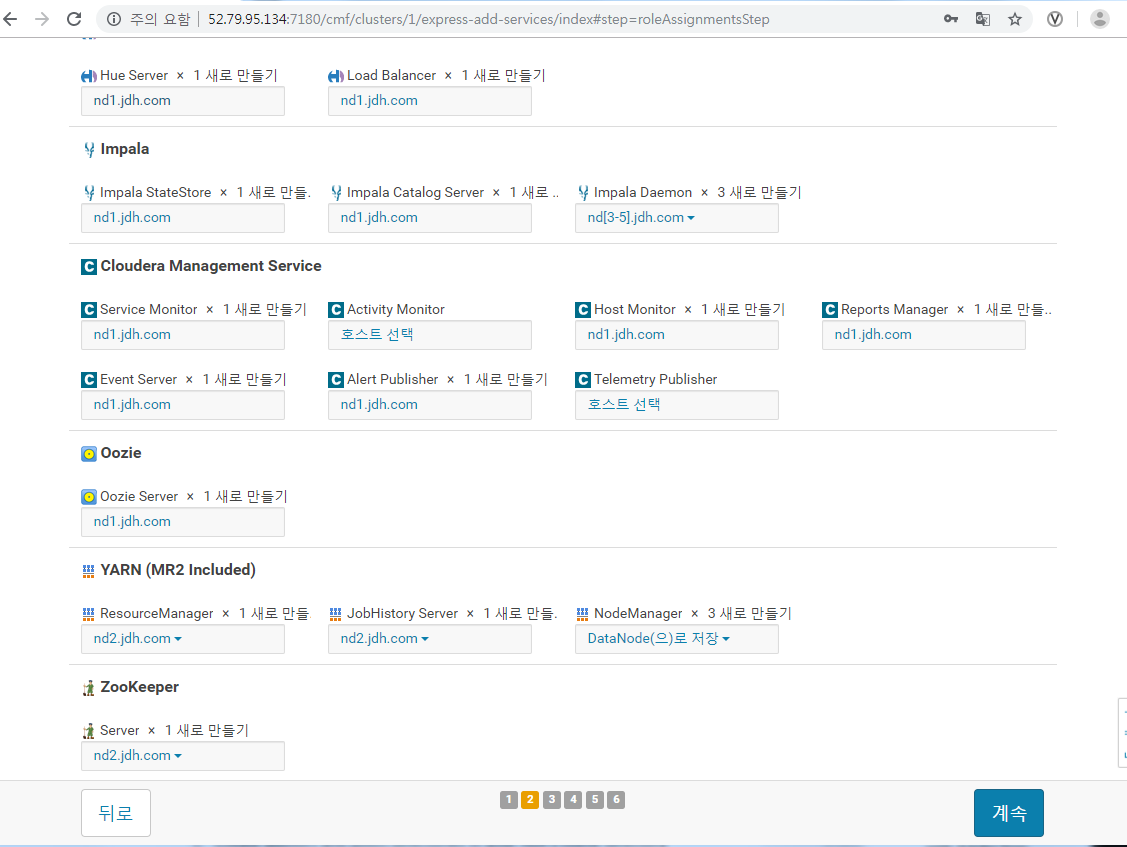 주의 요함 52.79.95.134:7180/cmf/clusters/1/express-add-services/index#step=roleAssignmentsStep
Hue Server × 1 새로 만들기 Load Balancer × 1 새로 만들기
nd1.jdh.com nd1.jdh.com
Impala
Impala StateStore × 1 새로 만들. Impala Catalog Server × 1 새로 .. Impala Daemon × 3 새로 만들기
nd1.jdh.com nd1.jdh.com nd[3-5].jdh.com
C Cloudera Management Service
C Service Monitor × 1 새로 만들기 C Activity Monitor C Host Monitor × 1 새로 만들기 C Reports Manager × 1 새로 만들..
nd1.jdh.com 호스트 선택 nd1.jdh.com nd1.jdh.com
C Event Server × 1 새로 만들기 C Alert Publisher × 1 새로 만들기 C Telemetry Publisher
nd1.jdh.com nd1.jdh.com 호스트 선택
Oozie
Oozie Server × 1 새로 만들기
nd1.jdh.com
YARN (MR2 Included)
ResourceManager × 1 새로 만들 JobHistory Server × 1 새로 만들. NodeManager × 3 새로 만들기
nd2.jdh.com nd2.jdh.com DataNode(으)로 저장
ZooKeeper
Server × 1 새로 만들기
nd2.jdh.com
뒤로 1 2 3 4 5 6 계속